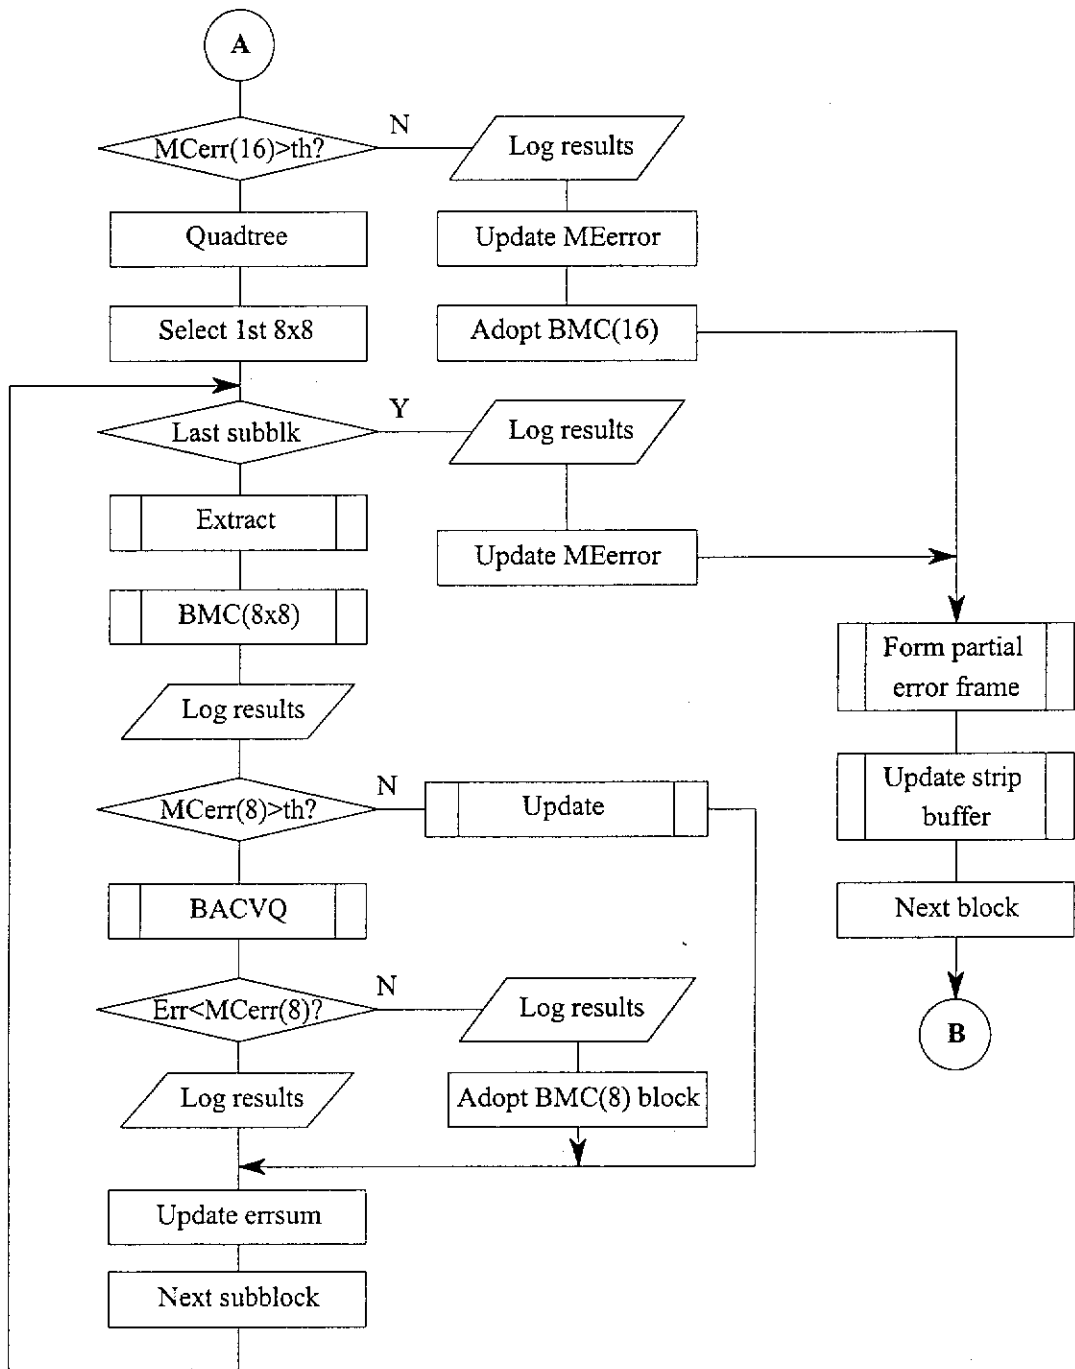 A
MCerr(16)>th?
N
Log results
Quadtree
Update MEerror
Select 1st 8x8
Adopt BMC(16)
Last subblk
Y
Log results
Extract
Update MEerror
BMC(8x8)
Form partial
error frame
Log results
MCerr(8)>th?
N
Update
Update strip
buffer
BACVQ
Next block
Err<MCerr(8)?
N
Log results
B
Log results
Adopt BMC(8) block
Update errsum
Next subblock